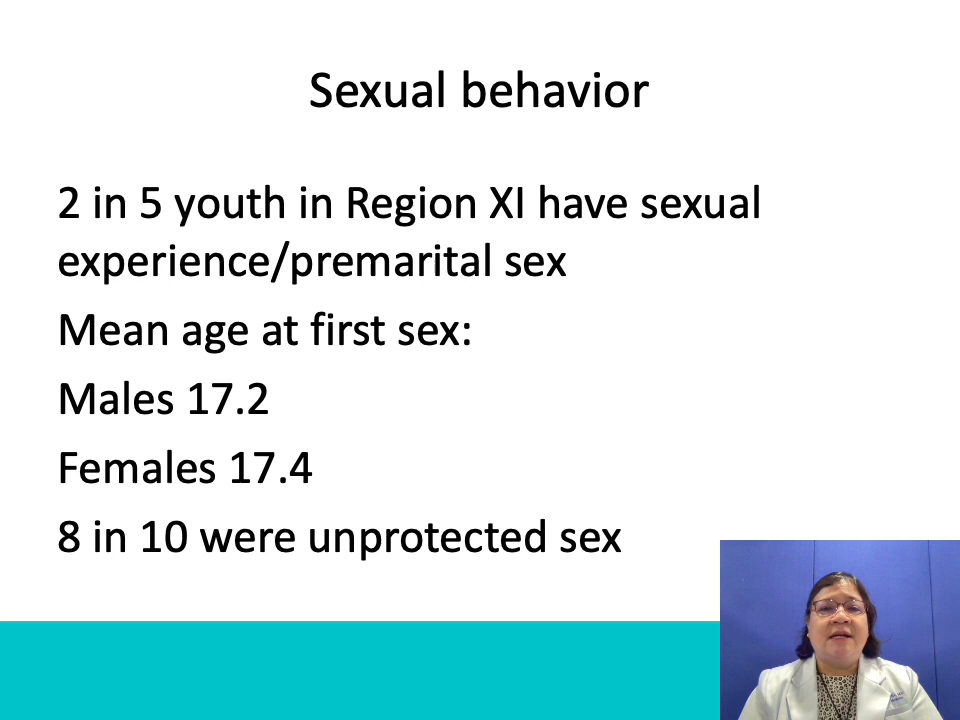 Sexual behavior
2 in 5 youth in Region XI have sexual
experience/premarital sex
Mean age at first sex:
Males 17.2
Females 17.4
8 in 10 were unprotected sex